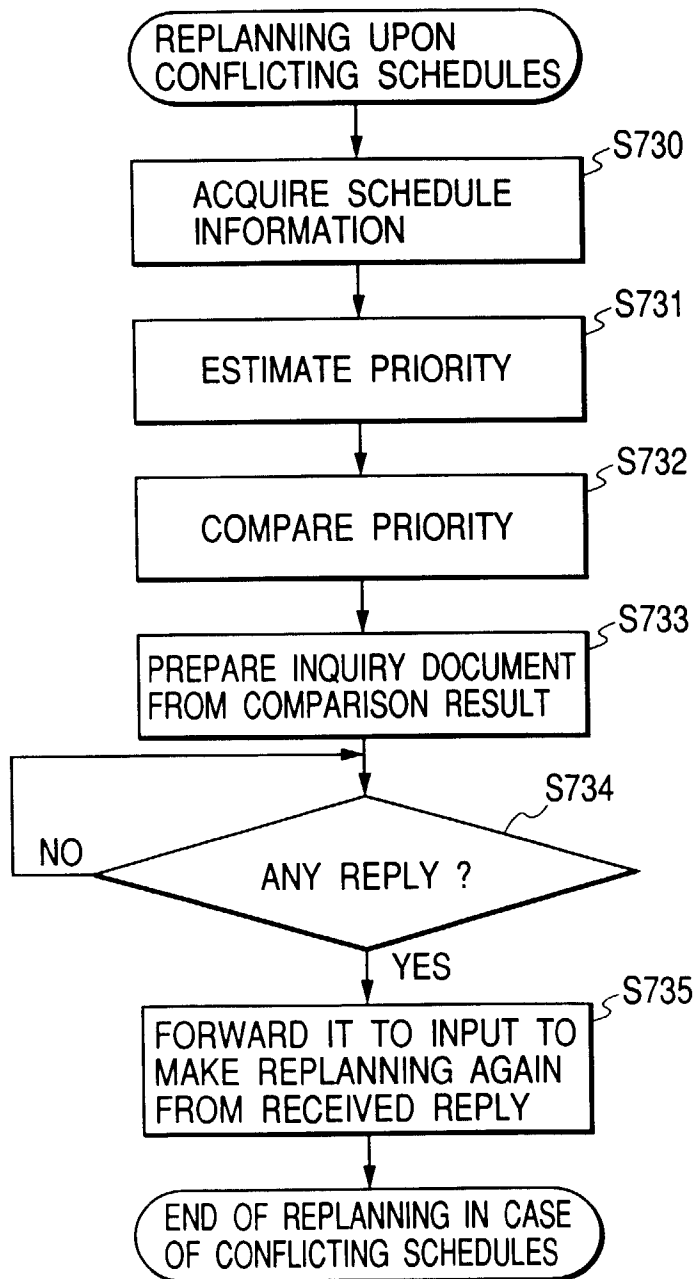 REPLANNING UPON
CONFLICTING SCHEDULES
S730
ACQUIRE SCHEDULE
INFORMATION
S731
ESTIMATE PRIORITY
S732
COMPARE PRIORITY
S733
PREPARE INQUIRY DOCUMENT
FROM COMPARISON RESULT
S734
NO
ANY REPLY ?
YES
S735
FORWARD IT TO INPUT TO
MAKE REPLANNING AGAIN
FROM RECEIVED REPLY
END OF REPLANNING IN CASE
OF CONFLICTING SCHEDULES